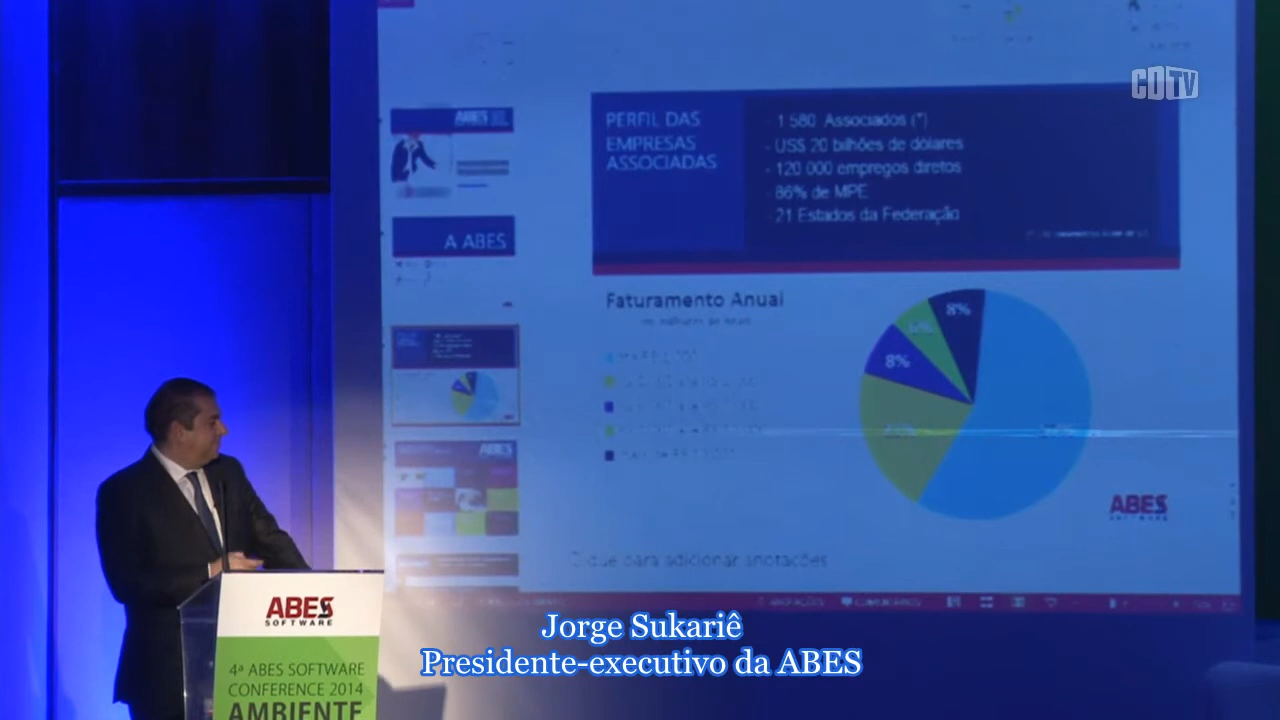 CDTV
ABES
PERFIL DAS
EMPRESAS
ASSOCIADAS
- 1.580 Associados (*)
- US$ 20 bilhões de dólares
- 120.000 empregos diretos
- 86% de MPE
- 21 Estados da Federação
A ABES
Faturamento Anual
8%
8%
ABES
ABES
SOFTWARE
Clique para adicionar anotações
ABES
SOFTWARE
4ª ABES SOFTWARE
CONFERENCE 2014
AMBIENTE
Jorge Sukariê
Presidente-executivo da ABES